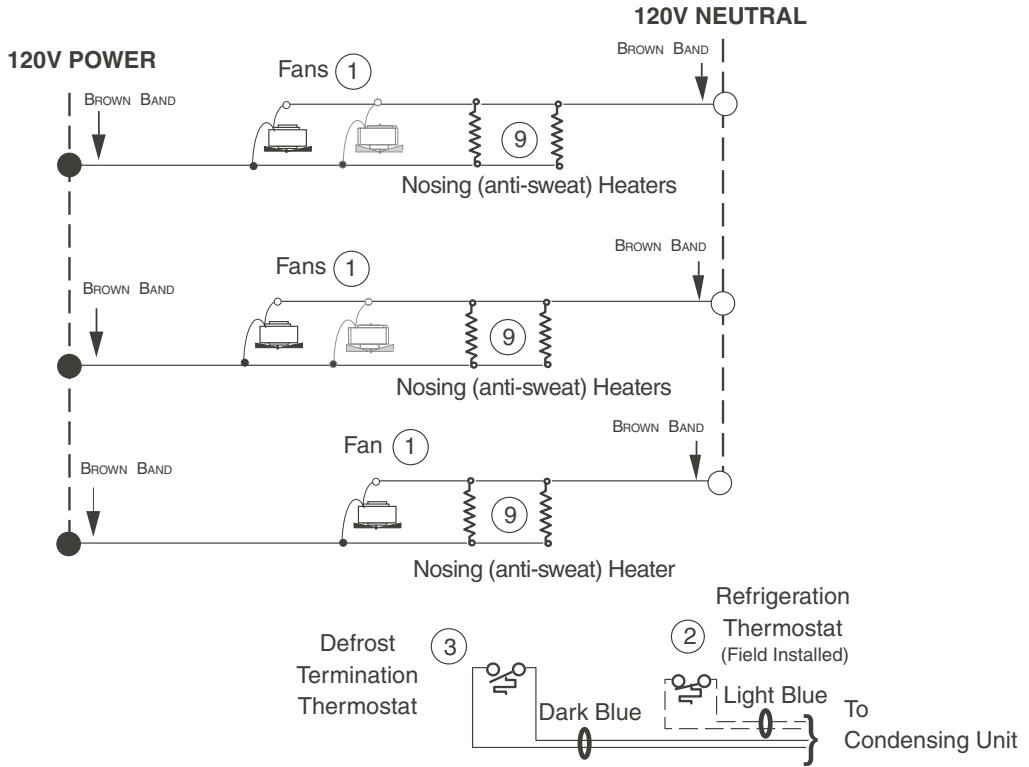 120V NEUTRAL
120V POWER
BROWN BAND
Fans 1
BROWN BAND
9
Nosing (anti-sweat) Heaters
BROWN BAND
Fans 1
BROWN BAND
9
Nosing (anti-sweat) Heaters
BROWN BAND
Fan 1
BROWN BAND
9
Nosing (anti-sweat) Heater
Defrost
Termination
Thermostat
3
Dark Blue
Refrigeration
2 Thermostat
(Field Installed)
Light Blue
To
Condensing Unit